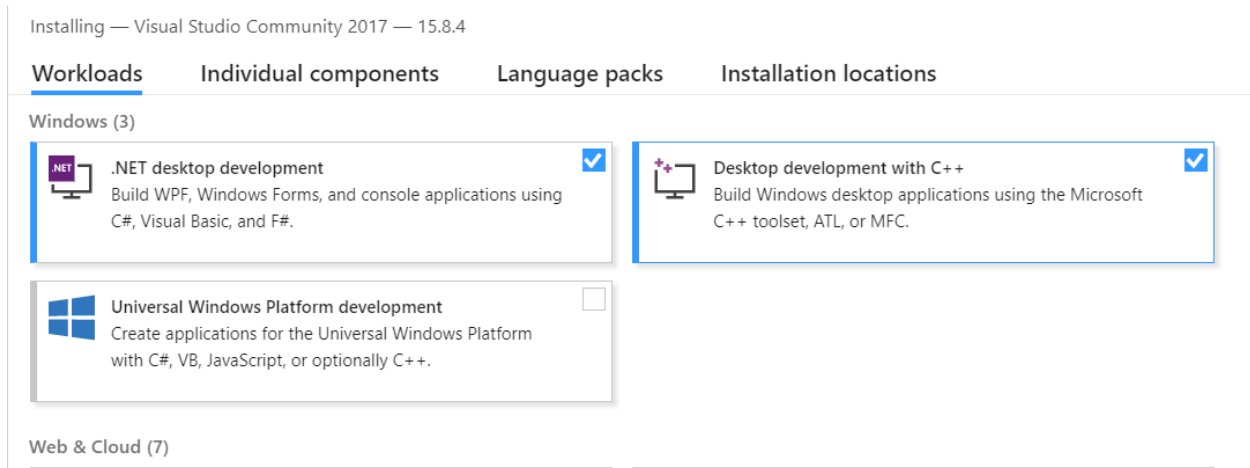 Installing — Visual Studio Community 2017 — 15.8.4
Workloads Individual components Language packs Installation locations
Windows (3)
.NET
.NET desktop development
Build WPF, Windows Forms, and console applications using
C#, Visual Basic, and F#.
++
Desktop development with C++
Build Windows desktop applications using the Microsoft
C++ toolset, ATL, or MFC.
Universal Windows Platform development
Create applications for the Universal Windows Platform
with C#, VB, JavaScript, or optionally C++.
Web & Cloud (7)